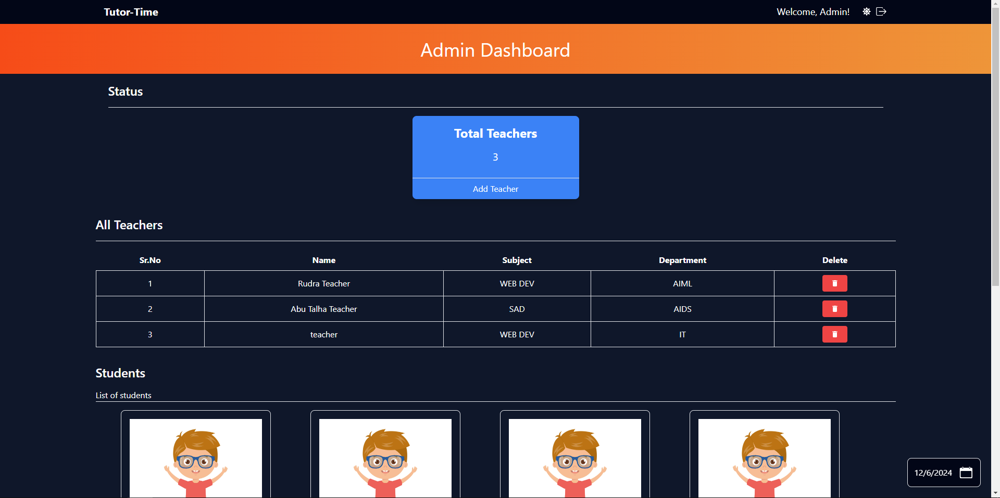 Tutor-Time Welcome, Admin!
Admin Dashboard
Status
Total Teachers
3
Add Teacher
All Teachers
Sr.No Name Subject Department Delete
1 Rudra Teacher WEB DEV AIML
2 Abu Talha Teacher SAD AIDS
3 teacher WEB DEV IT
Students
List of students
12/6/2024